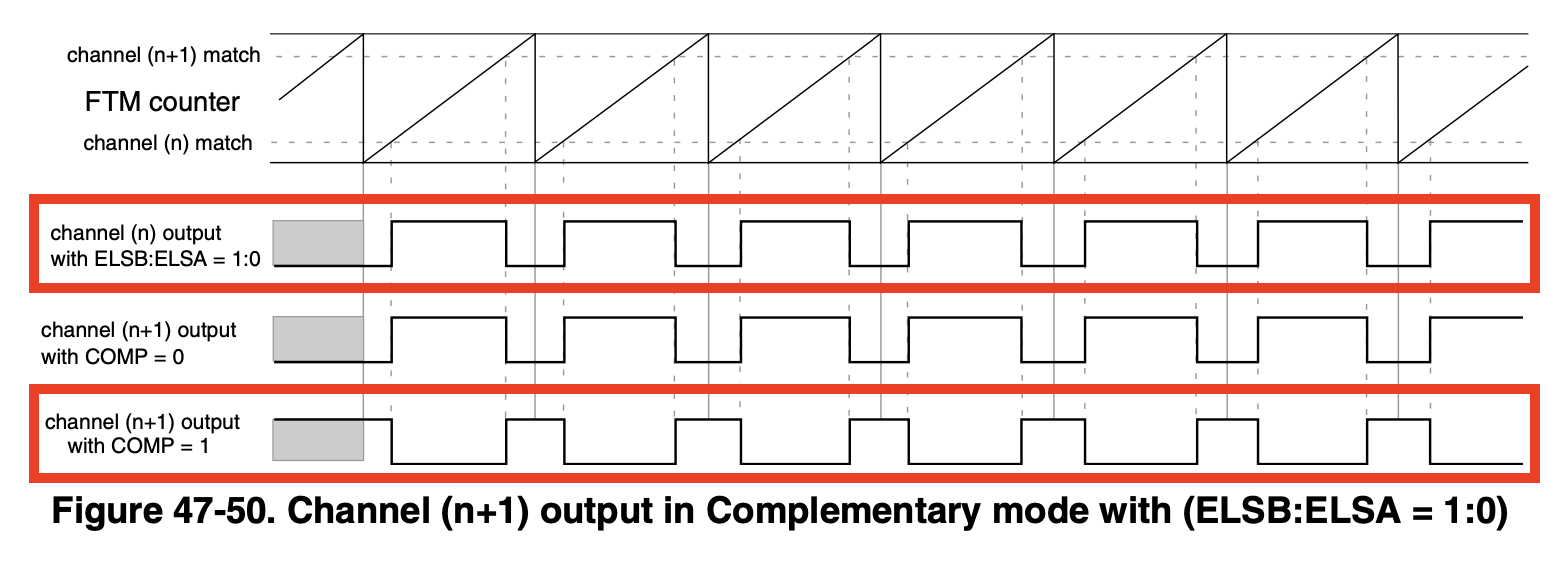 channel (n+1) match
FTM counter
channel (n) match
channel (n) output
with ELSB:ELSA = 1:0
channel (n+1) output
with COMP = 0
channel (n+1) output
with COMP = 1
Figure 47-50. Channel (n+1) output in Complementary mode with (ELSB:ELSA = 1:0)